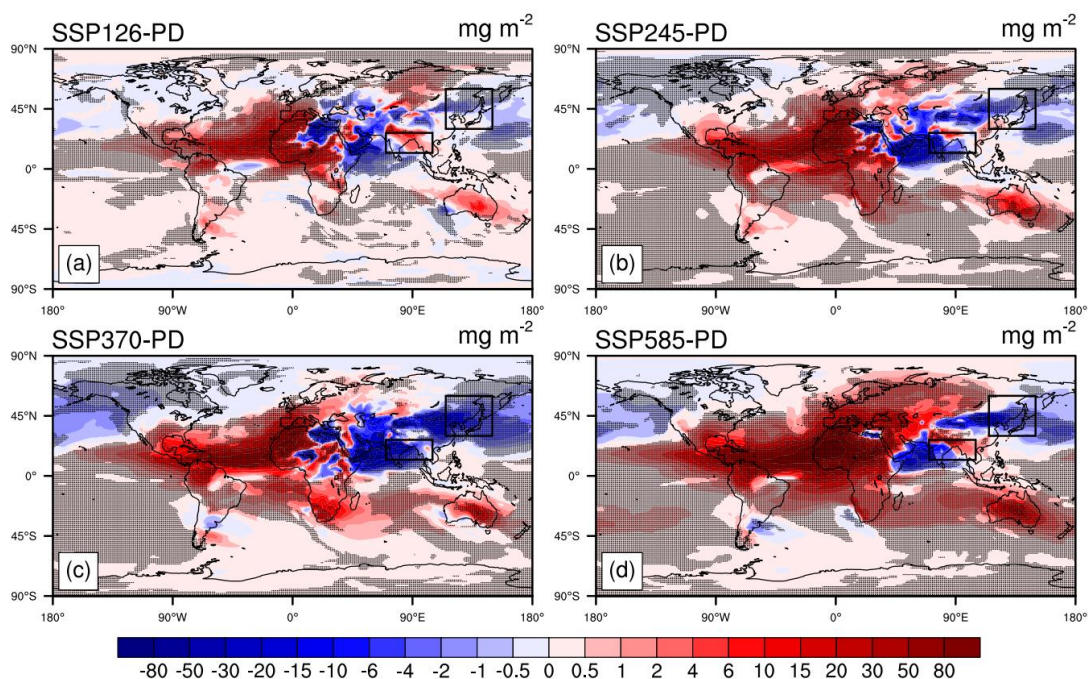 SSP126-PD mg m-2
SSP245-PD mg m-2
90°N 90°N
45°N 45°N
0° 0°
45°S 45°S
(a) (b)
90°S 90°S
180° 90°W 0° 90°E 180° 180° 90°W 0° 90°E 180°
SSP370-PD mg m-2
SSP585-PD mg m-2
90°N 90°N
45°N 45°N
0° 0°
45°S 45°S
(c) (d)
90°S 90°S
180° 90°W 0° 90°E 180° 180° 90°W 0° 90°E 180°
-80 -50 -30 -20 -15 -10 -6 -4 -2 -1 -0.5 0 0.5 1 2 4 6 10 15 20 30 50 80